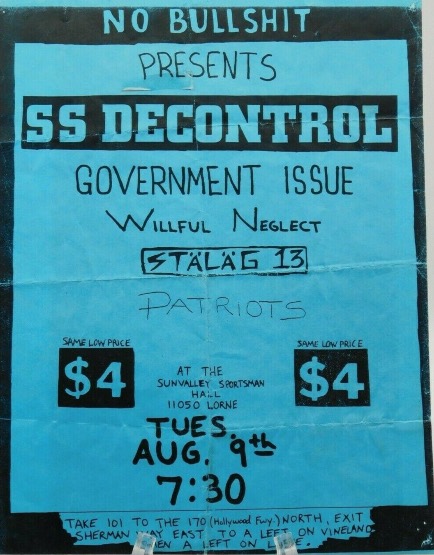 NO BULLSHIT
PRESENTS
SS DECONTROL
GOVERNMENT ISSUE
WILLFUL NEGLECT
STÄLÄG 13
PATRIOTS
SAME LOW PRICE
$4
SAME LOW PRICE
$4
AT THE
SUNVALLEY SPORTSMAN
HALL
11050 LORNE
TUES.
AUG. 9th
7:30
TAKE 101 TO THE 170 (Hollywood Fwy.) NORTH, EXIT
SHERMAN WAY EAST TO A LEFT ON VINELAND
A LEFT ON